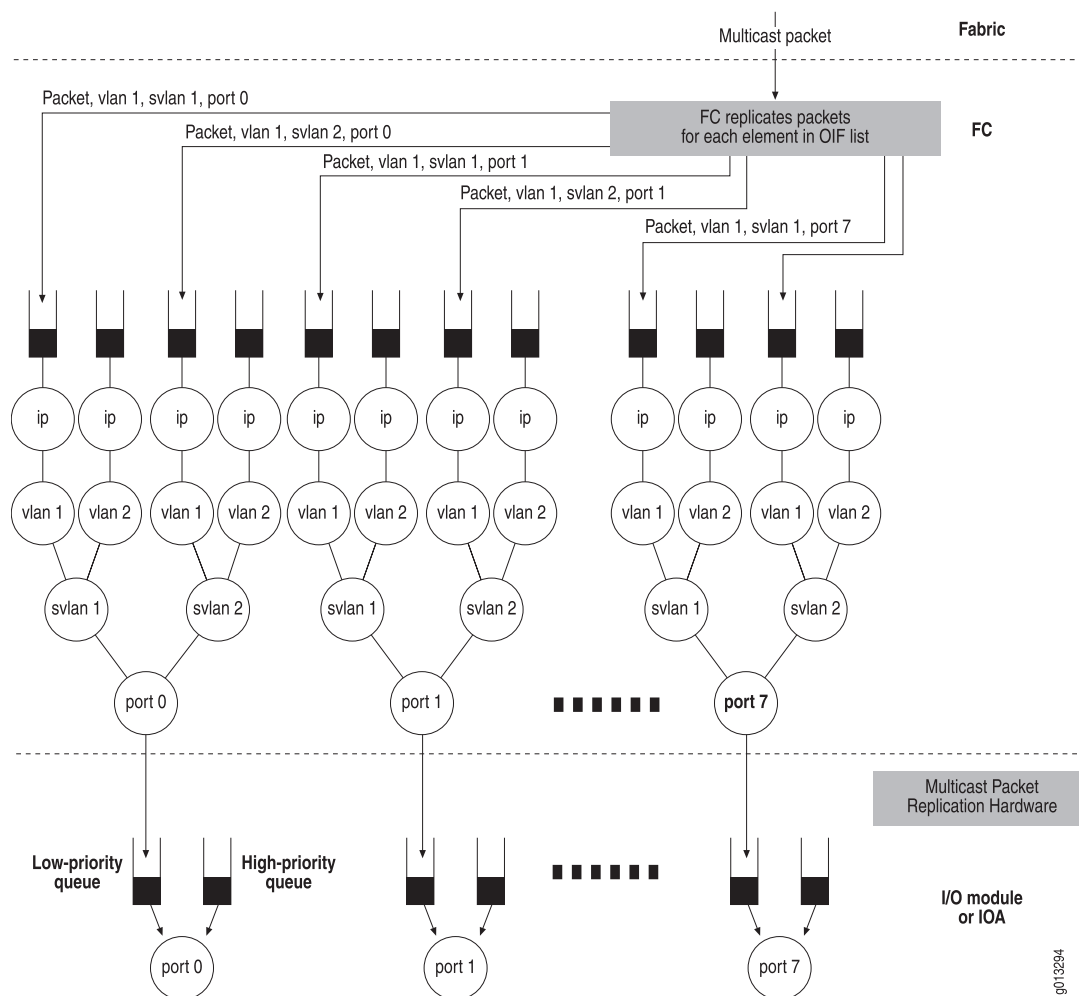 Multicast packet
Fabric
Packet, vlan 1, svlan 1, port 0
FC replicates packets
for each element in OIF list
FC
Packet, vlan 1, svlan 2, port 0
Packet, vlan 1, svlan 1, port 1
Packet, vlan 1, svlan 2, port 1
Packet, vlan 1, svlan 1, port 7
ip ip ip ip ip ip ip ip ip ip ip ip
vlan 1 vlan 2 vlan 1 vlan 2 vlan 1 vlan 2 vlan 1 vlan 2 vlan 1 vlan 2 vlan 1 vlan 2
svlan 1 svlan 2 svlan 1 svlan 2 svlan 1 svlan 2
port 0 port 1 port 7
Multicast Packet
Replication Hardware
Low-priority
queue
High-priority
queue
I/O module
or IOA
port 0 port 1 port 7
g013294